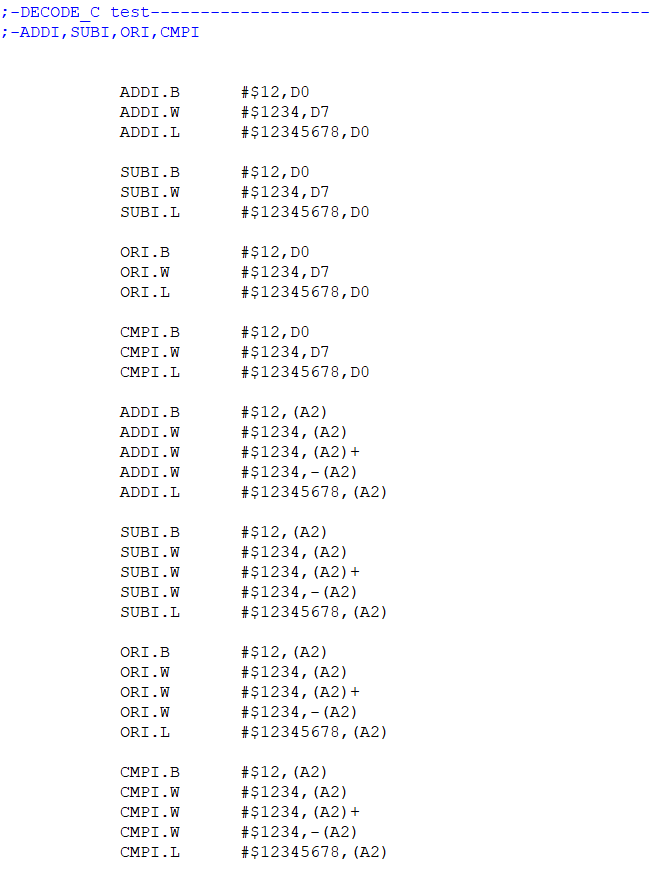 ;-DECODE_C test--------------------------------------------------
;-ADDI,SUBI,ORI,CMPI
ADDI.B #$12,D0
ADDI.W #$1234,D7
ADDI.L #$12345678,D0
SUBI.B #$12,D0
SUBI.W #$1234,D7
SUBI.L #$12345678,D0
ORI.B #$12,D0
ORI.W #$1234,D7
ORI.L #$12345678,D0
CMPI.B #$12,D0
CMPI.W #$1234,D7
CMPI.L #$12345678,D0
ADDI.B #$12,(A2)
ADDI.W #$1234,(A2)
ADDI.W #$1234,(A2)+
ADDI.W #$1234,-(A2)
ADDI.L #$12345678,(A2)
SUBI.B #$12,(A2)
SUBI.W #$1234,(A2)
SUBI.W #$1234,(A2)+
SUBI.W #$1234,-(A2)
SUBI.L #$12345678,(A2)
ORI.B #$12,(A2)
ORI.W #$1234,(A2)
ORI.W #$1234,(A2)+
ORI.W #$1234,-(A2)
ORI.L #$12345678,(A2)
CMPI.B #$12,(A2)
CMPI.W #$1234,(A2)
CMPI.W #$1234,(A2)+
CMPI.W #$1234,-(A2)
CMPI.L #$12345678,(A2)